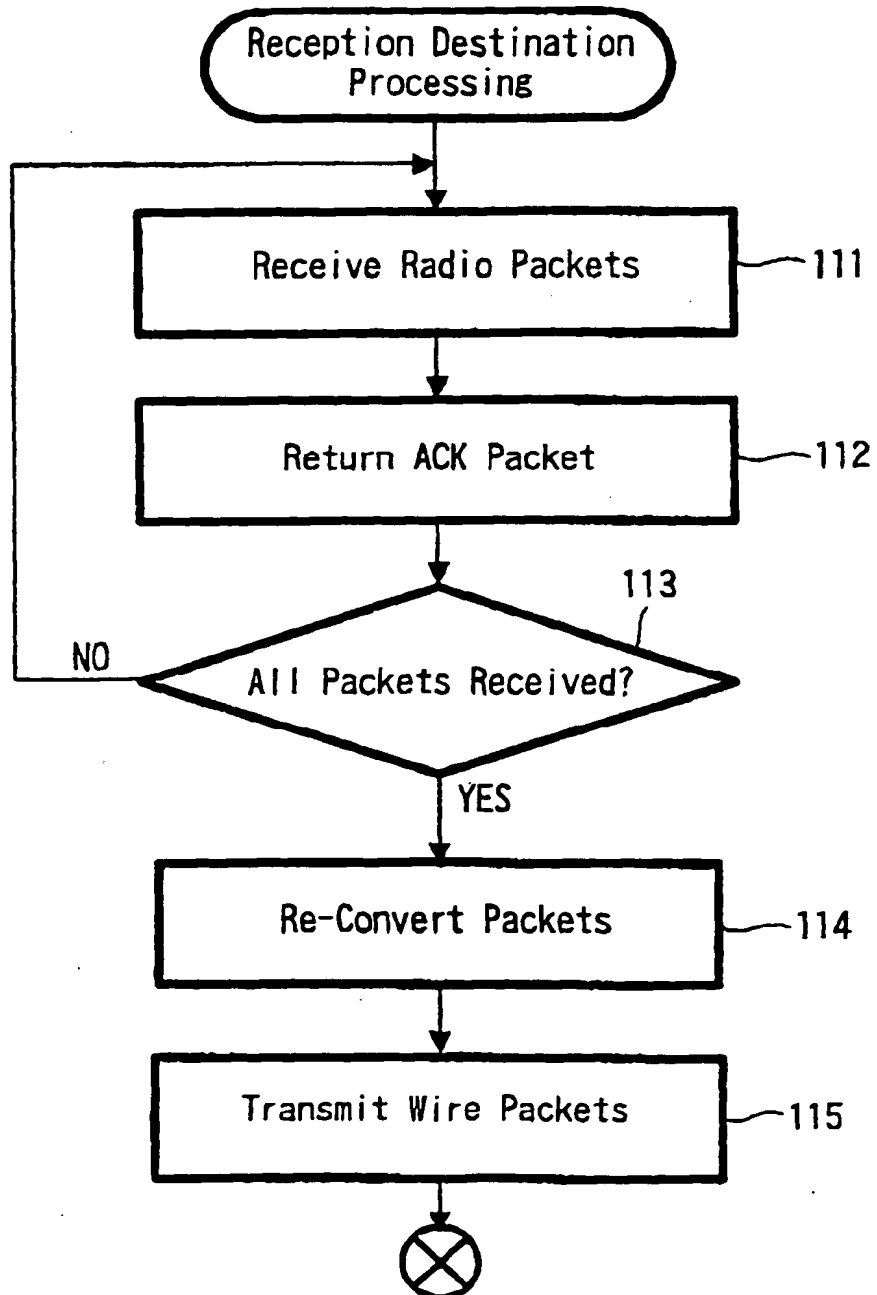 Reception Destination
Processing
Receive Radio Packets
111
Return ACK Packet
112
113
NO
All Packets Received?
YES
Re-Convert Packets
114
Transmit Wire Packets
115